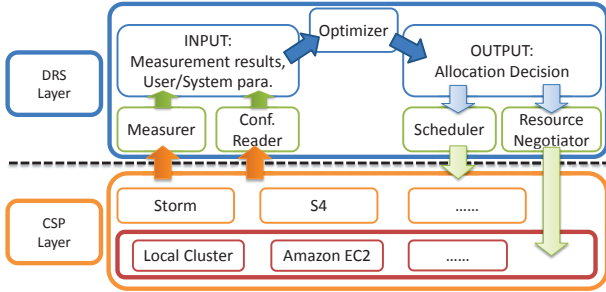 DRS
Layer
INPUT:
Measurement results,
User/System para.
Optimizer
OUTPUT:
Allocation Decision
Measurer
Conf.
Reader
Scheduler
Resource
Negotiator
CSP
Layer
Storm
S4
......
Local Cluster
Amazon EC2
......